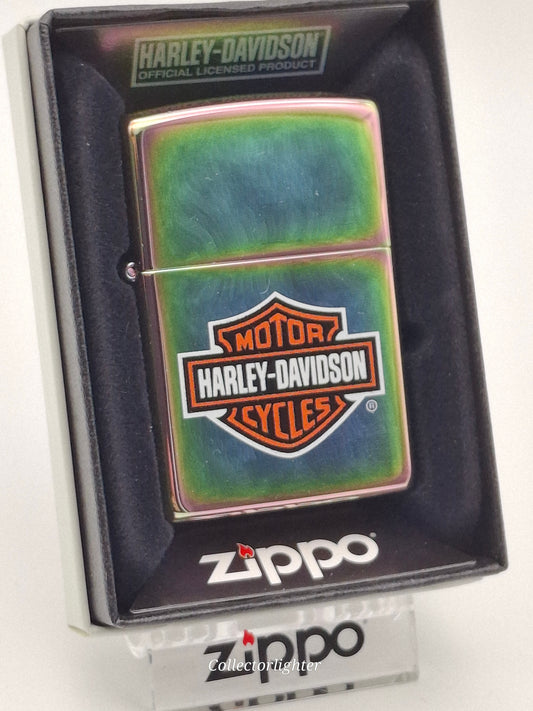 HARLEY-DAVIDSON
OFFICIAL LICENSED PRODUCT
MOTOR
HARLEY-DAVIDSON
®
CYCLES
zippo
zippo
Collectorlighter